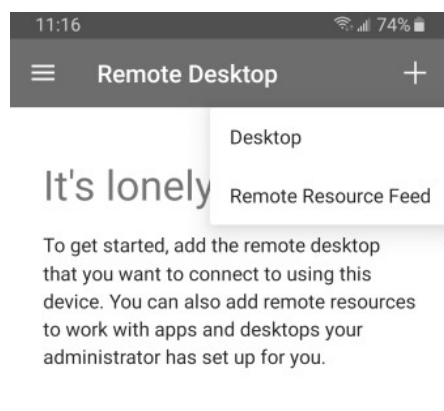 11:16 74%
Remote Desktop
Desktop
It's lonely
Remote Resource Feed
To get started, add the remote desktop
that you want to connect to using this
device. You can also add remote resources
to work with apps and desktops your
administrator has set up for you.